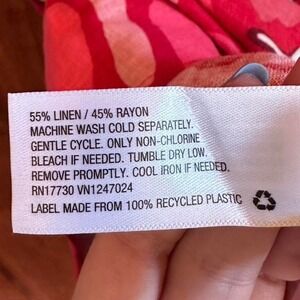 55% LINEN / 45% RAYON
MACHINE WASH COLD SEPARATELY.
GENTLE CYCLE. ONLY NON-CHLORINE
BLEACH IF NEEDED. TUMBLE DRY LOW.
REMOVE PROMPTLY. COOL IRON IF NEEDED.
RN17730 VN1247024
LABEL MADE FROM 100% RECYCLED PLASTIC